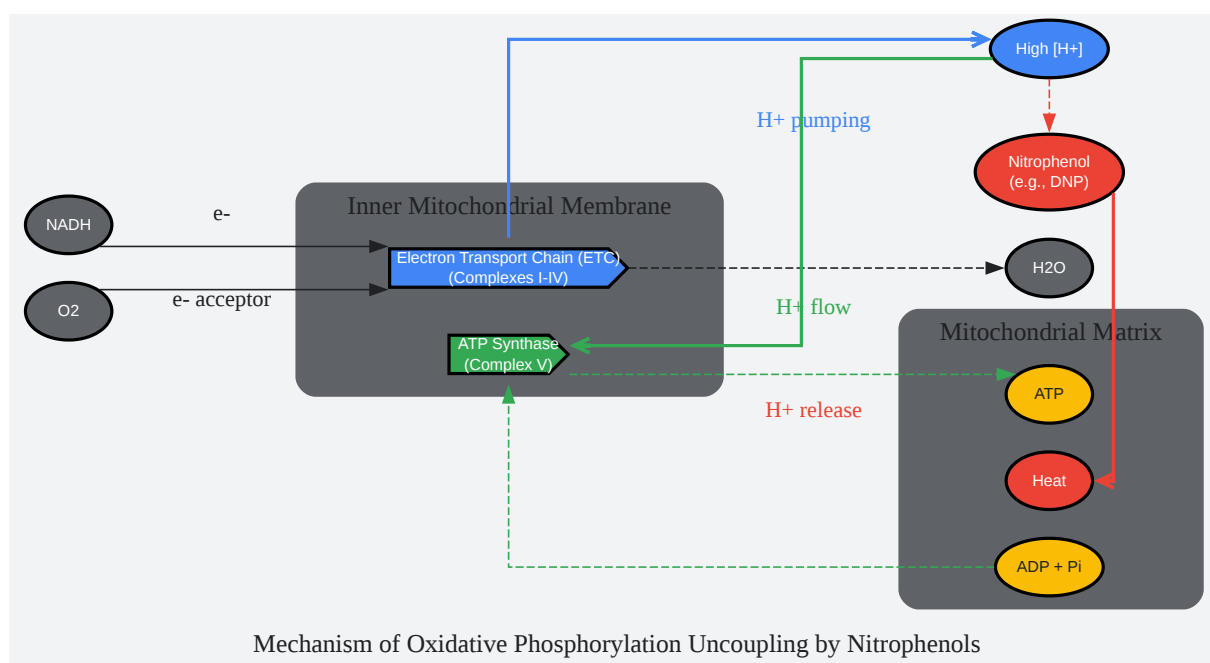 High [H+]
H+ pumping
Nitrophenol
(e.g., DNP)
Inner Mitochondrial Membrane
NADH
e-
Electron Transport Chain (ETC)
(Complexes I-IV)
H2O
O2
e- acceptor
H+ flow
Mitochondrial Matrix
ATP Synthase
(Complex V)
ATP
H+ release
Heat
ADP + Pi
Mechanism of Oxidative Phosphorylation Uncoupling by Nitrophenols